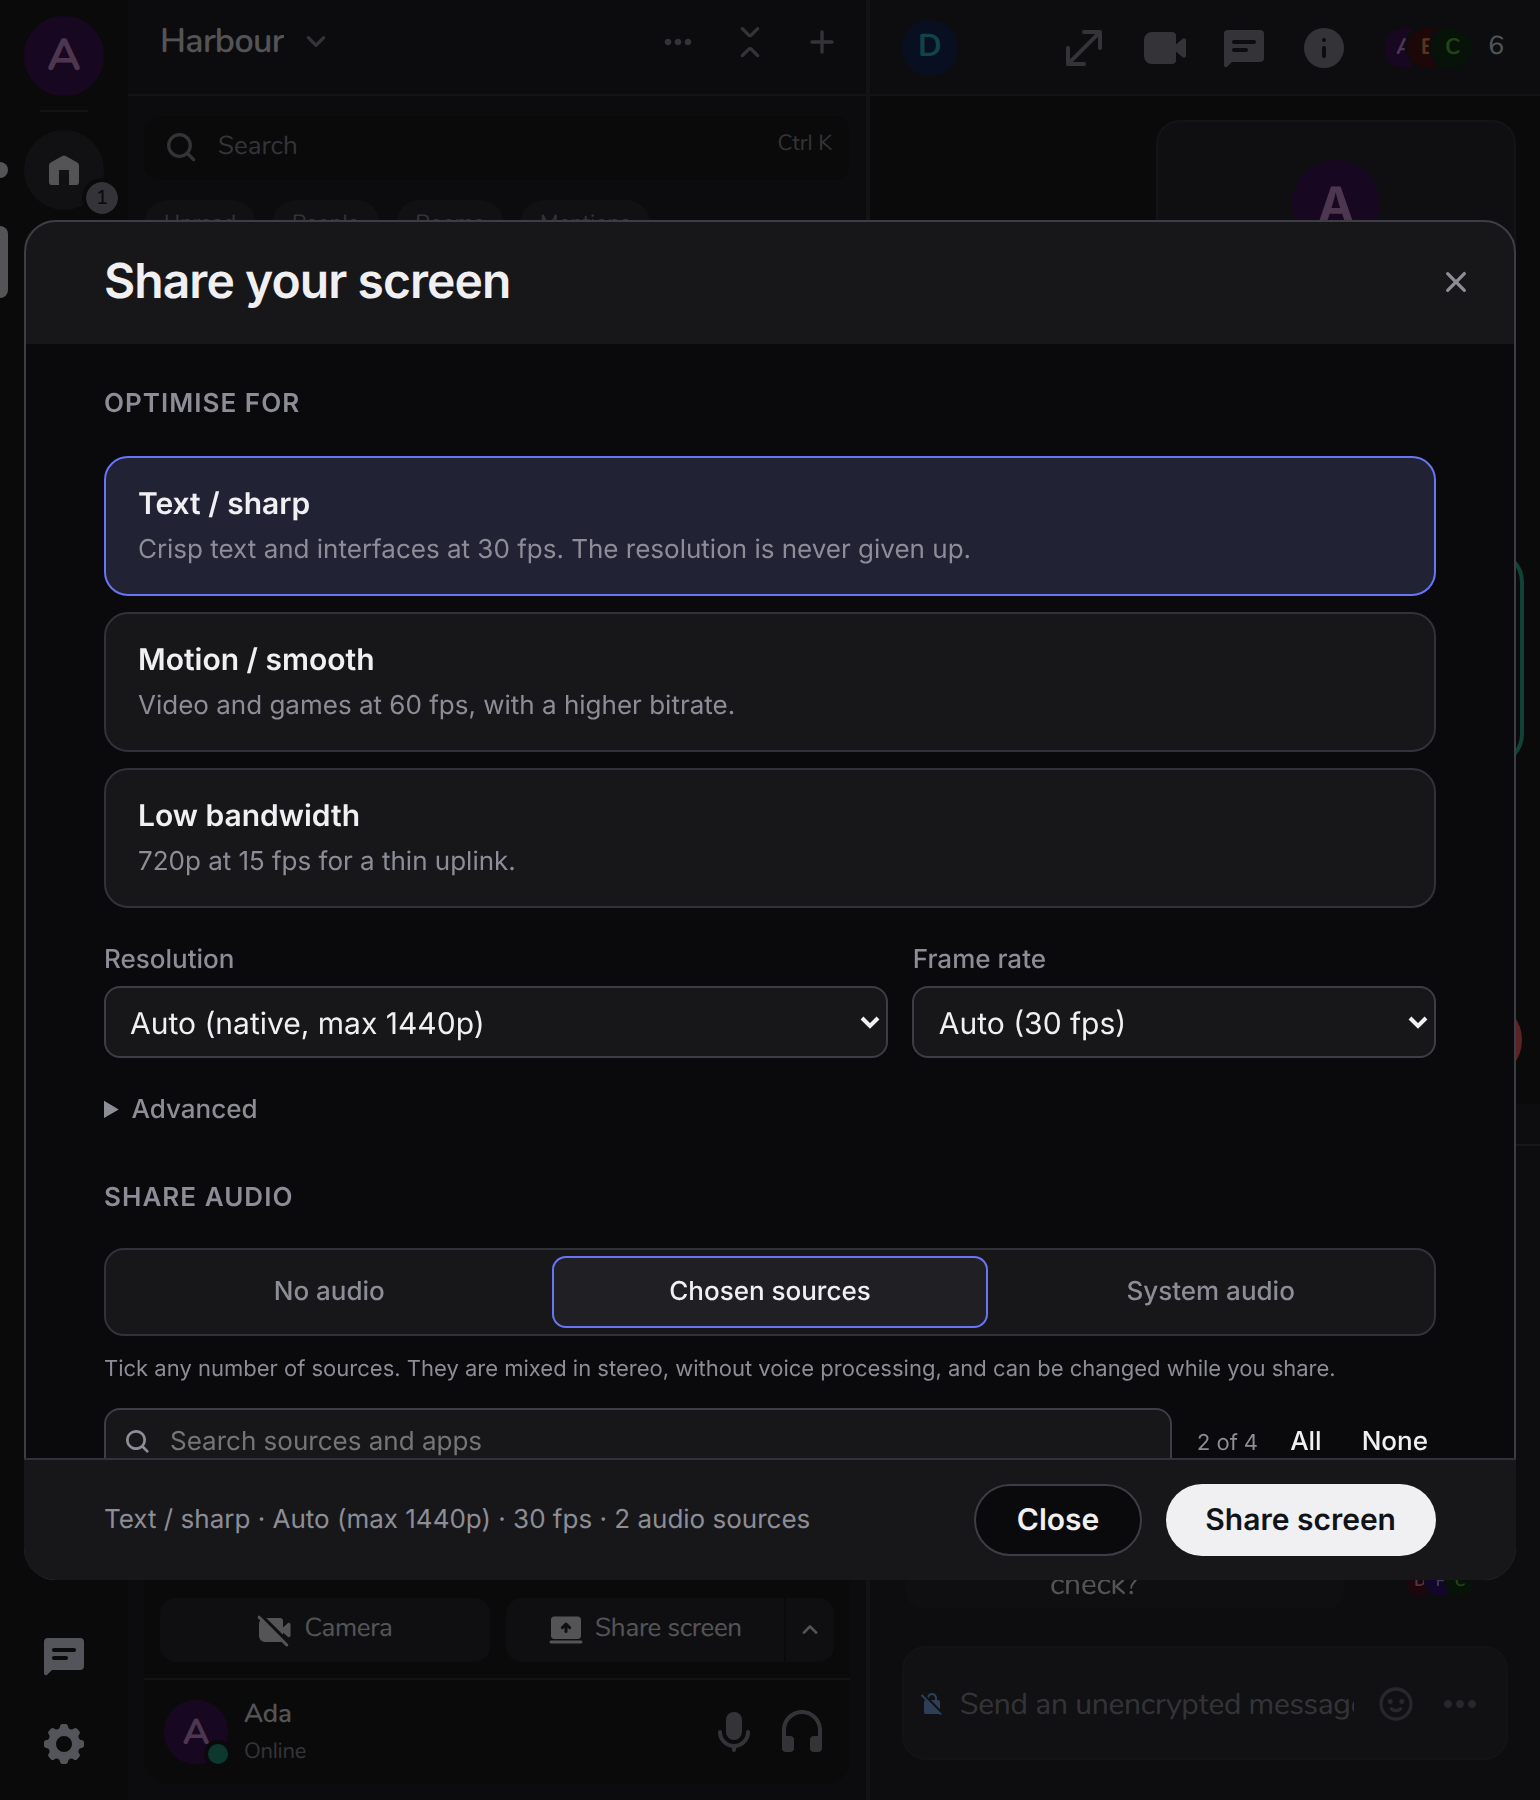 A
Harbour
D
A E C 6
Search
Ctrl K
1
Unread People Rooms Mentions
A
Share your screen
OPTIMISE FOR
Text / sharp
Crisp text and interfaces at 30 fps. The resolution is never given up.
Motion / smooth
Video and games at 60 fps, with a higher bitrate.
Low bandwidth
720p at 15 fps for a thin uplink.
Resolution
Frame rate
Auto (native, max 1440p)
Auto (30 fps)
Advanced
SHARE AUDIO
No audio
Chosen sources
System audio
Tick any number of sources. They are mixed in stereo, without voice processing, and can be changed while you share.
Search sources and apps
2 of 4
All
None
Text / sharp · Auto (max 1440p) · 30 fps · 2 audio sources
Close
Share screen
check?
Camera
Share screen
A
Ada
Online
Send an unencrypted message